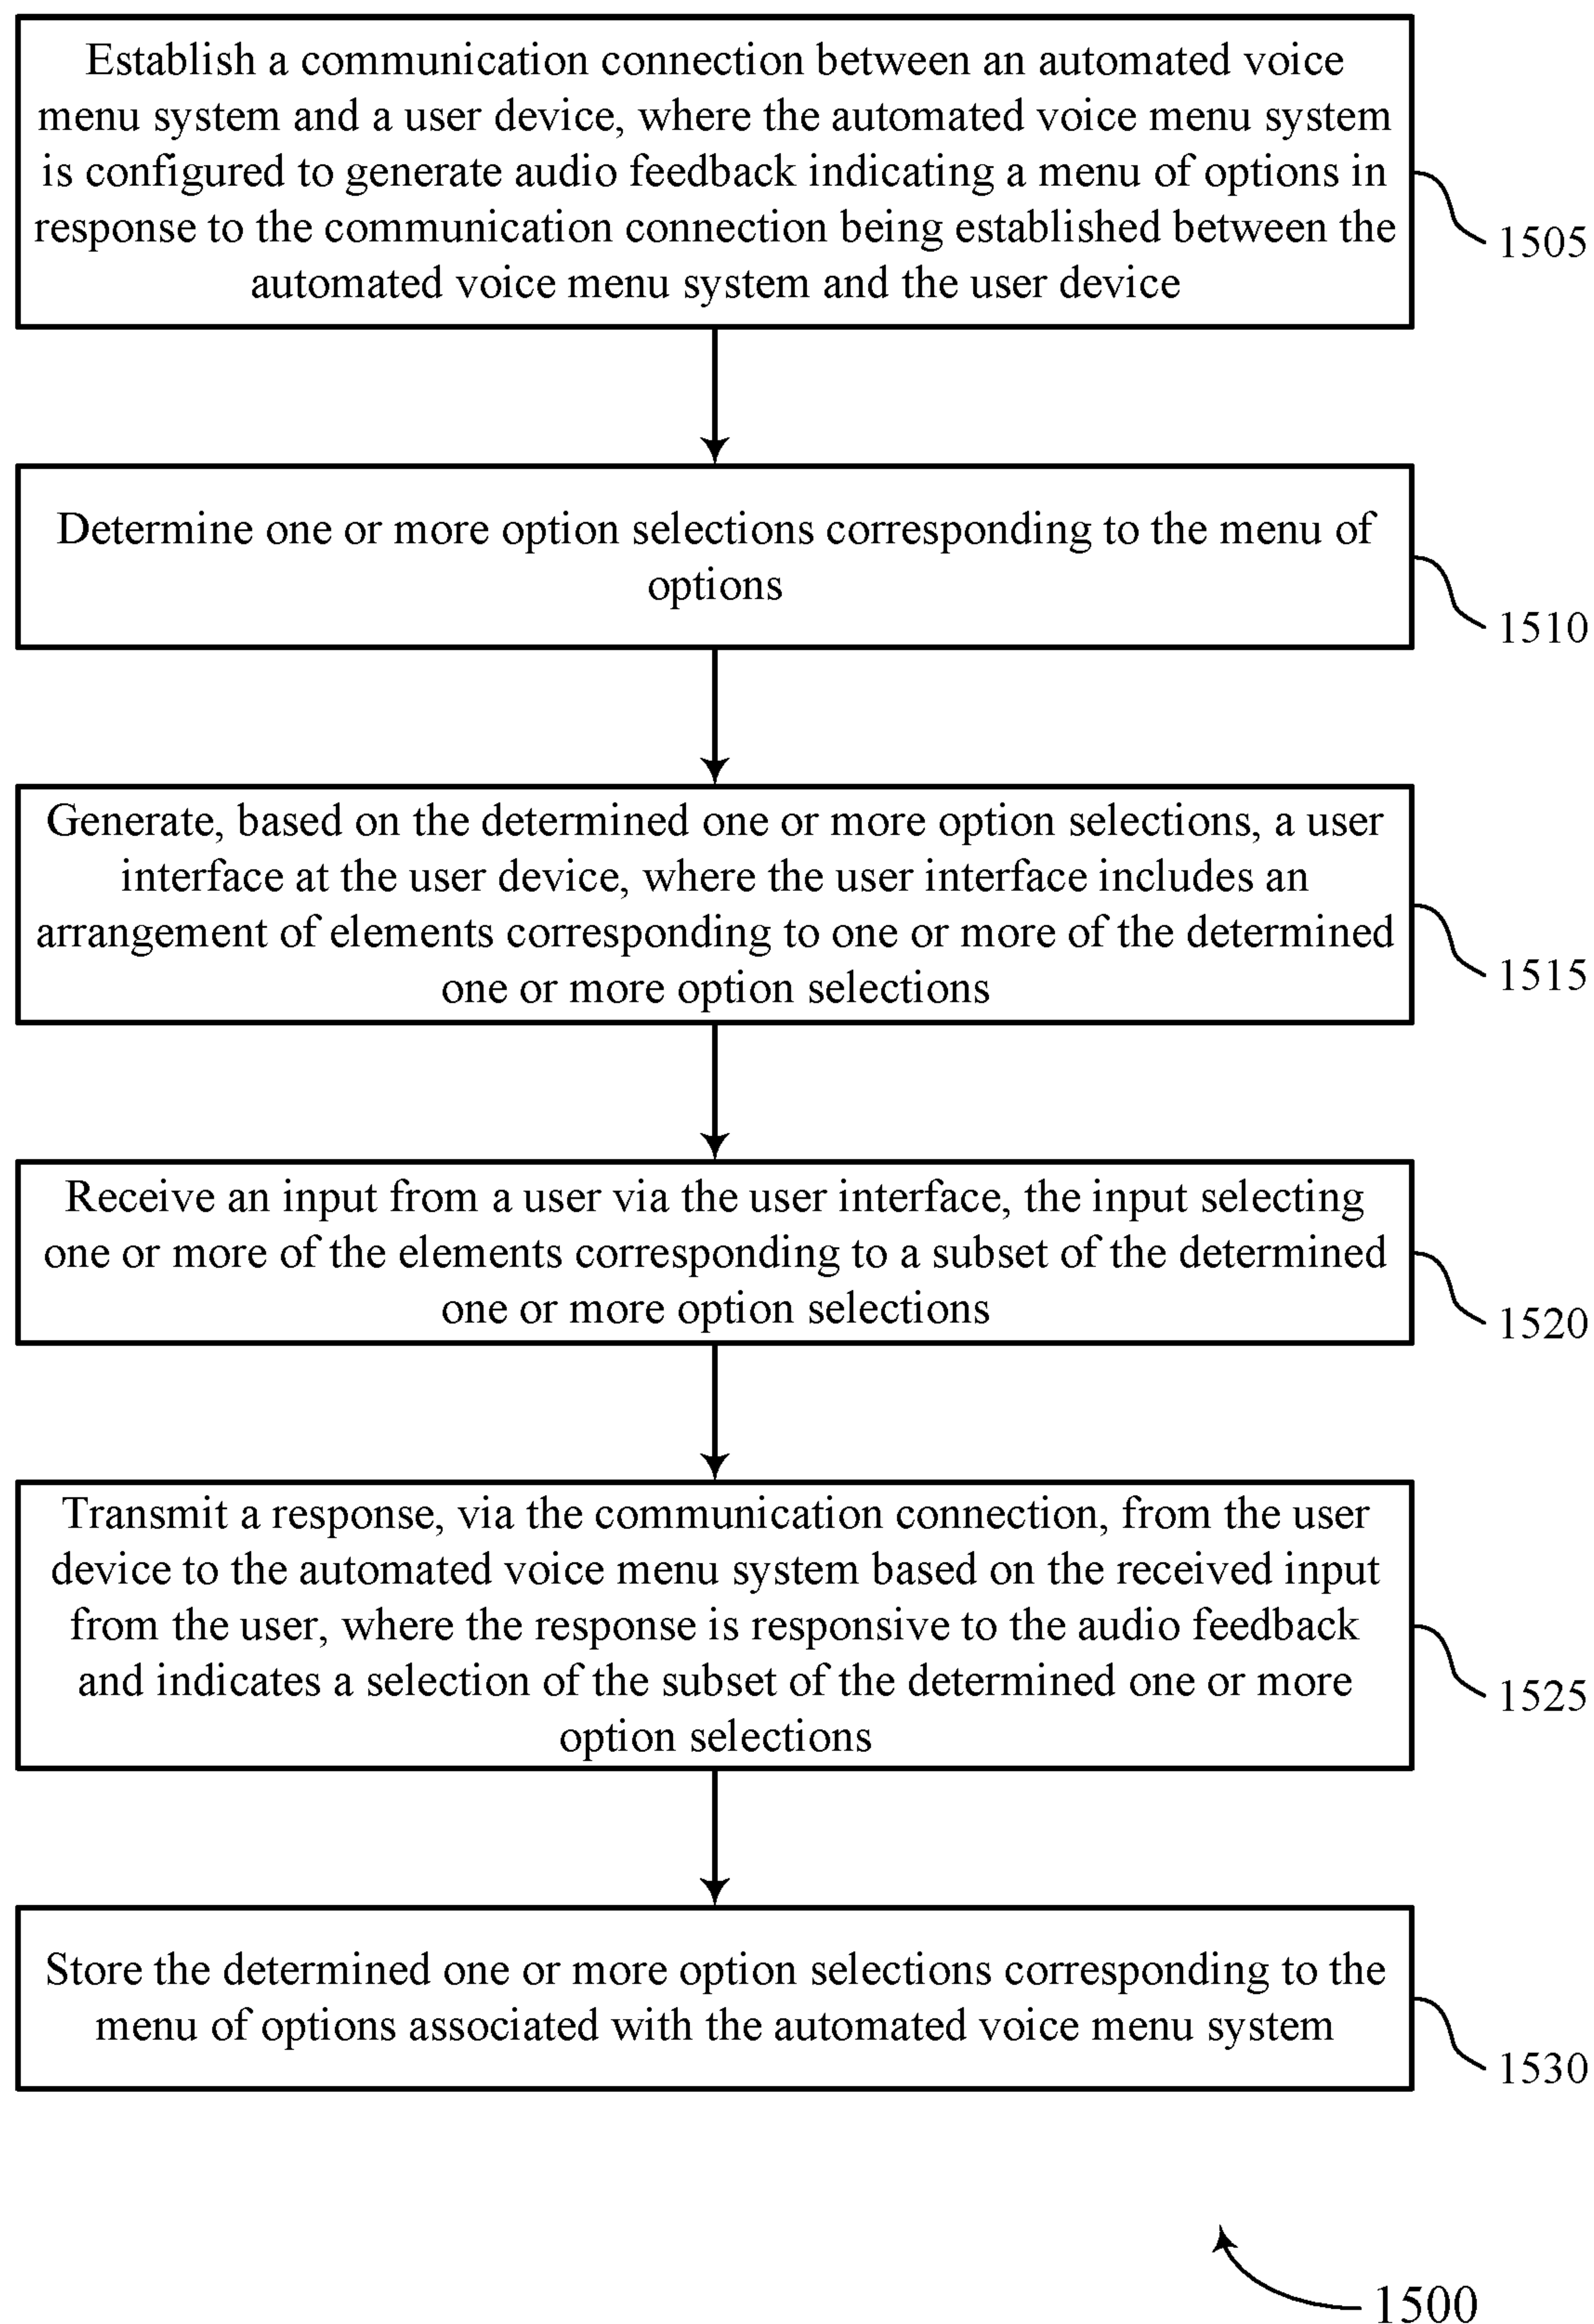 Establish a communication connection between an automated voice
menu system and a user device, where the automated voice menu system
is configured to generate audio feedback indicating a menu of options in
response to the communication connection being established between the
automated voice menu system and the user device
1505
Determine one or more option selections corresponding to the menu of
options
1510
Generate, based on the determined one or more option selections, a user
interface at the user device, where the user interface includes an
arrangement of elements corresponding to one or more of the determined
one or more option selections
1515
Receive an input from a user via the user interface, the input selecting
one or more of the elements corresponding to a subset of the determined
one or more option selections
1520
Transmit a response, via the communication connection, from the user
device to the automated voice menu system based on the received input
from the user, where the response is responsive to the audio feedback
and indicates a selection of the subset of the determined one or more
option selections
1525
Store the determined one or more option selections corresponding to the
menu of options associated with the automated voice menu system
1530
1500